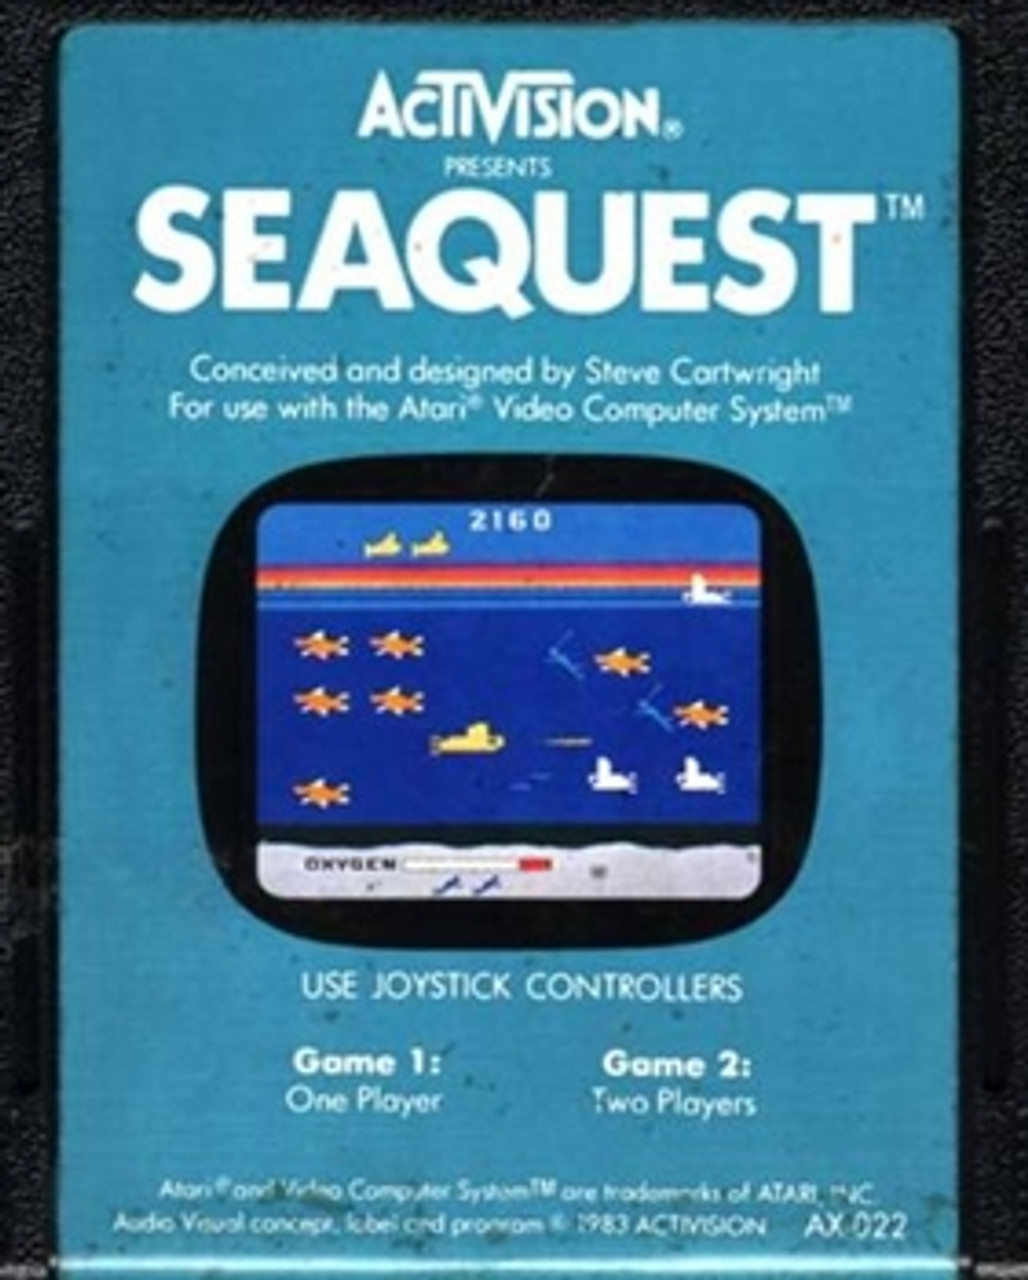 ACTIVISION®
PRESENTS
SEAQUEST™
Conceived and designed by Steve Cartwright
For use with the Atari® Video Computer System™
2160
OXYGEN
USE JOYSTICK CONTROLLERS
Game 1:
One Player
Game 2:
Two Players
Atari® and Video Computer System™ are trademarks of ATARI, INC.
Audio Visual concept, label and program © 1983 ACTIVISION AX-022